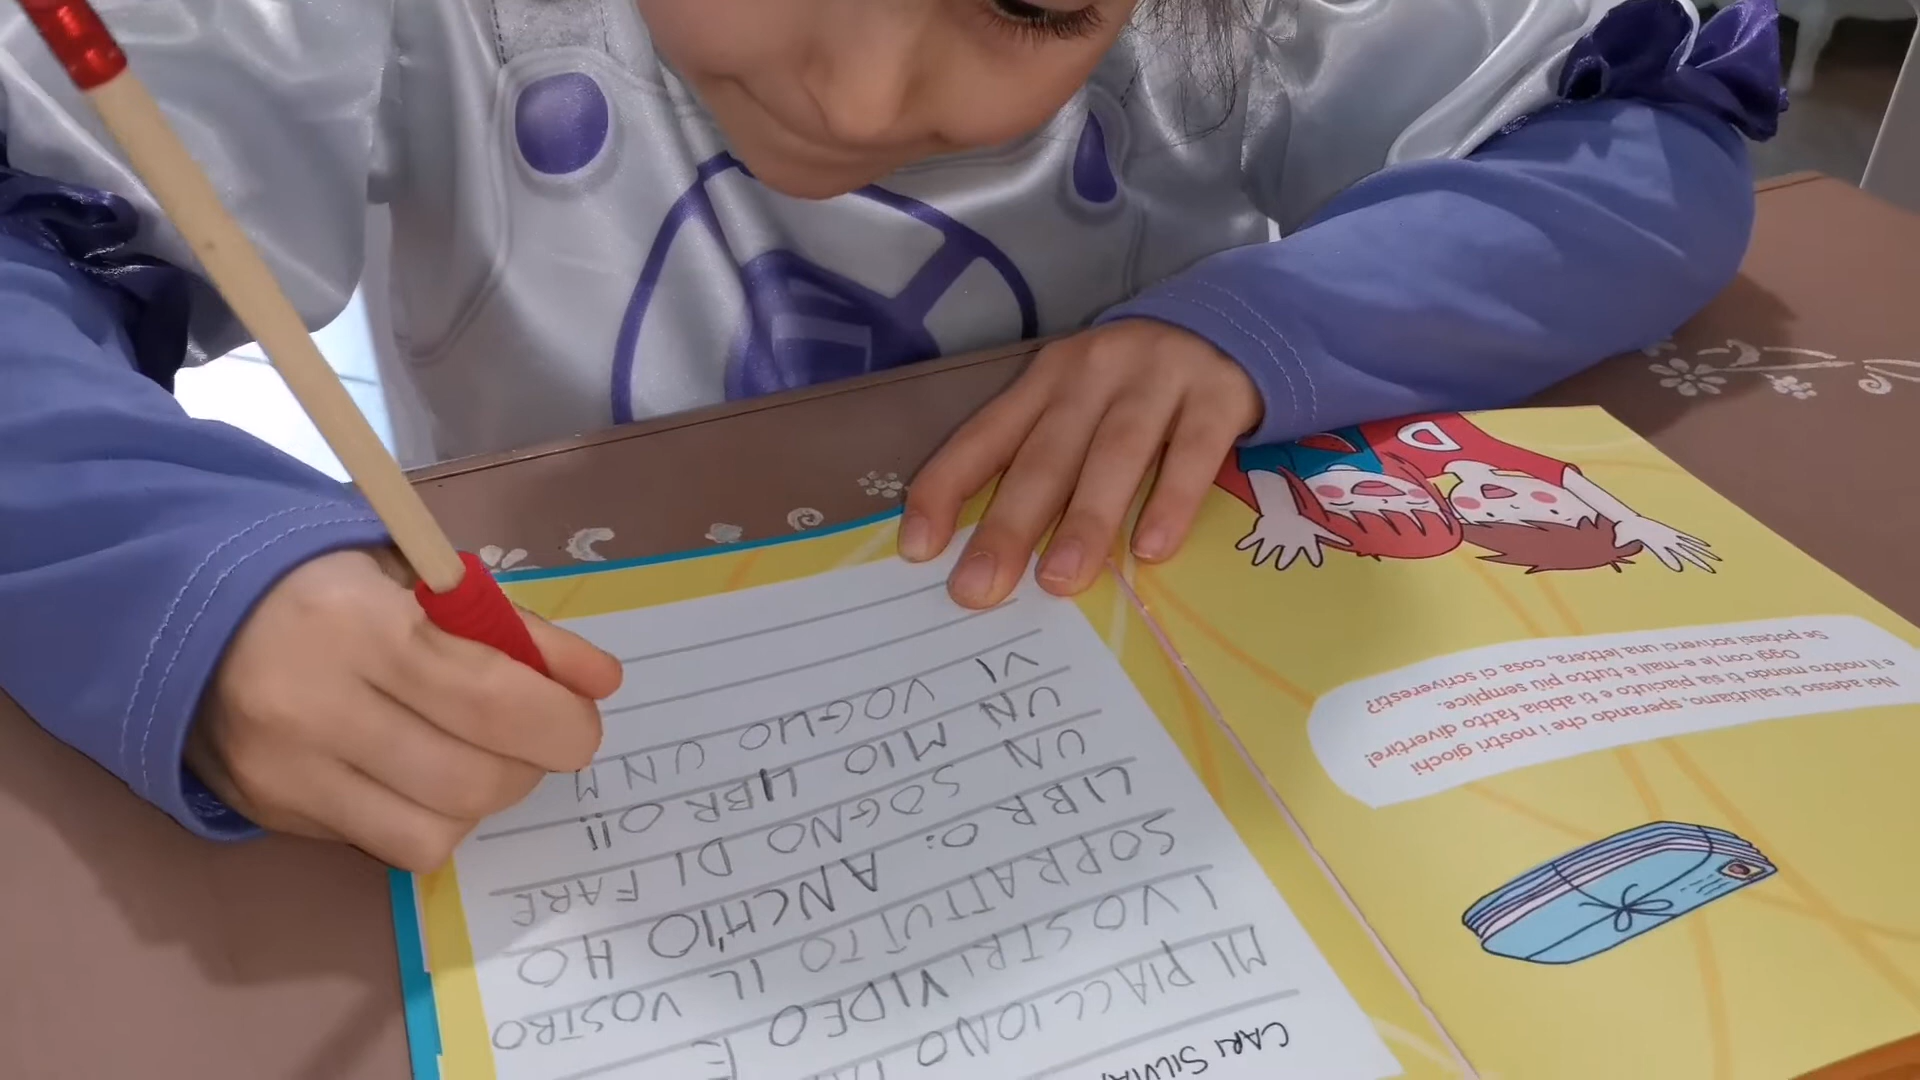 CARI SILVIA
MI PIACCIONO
I VOSTRI VIDEO E
SOPRATTUTTO IL VOSTRO
LIBRO: ANCH'IO HO
UN SOGNO DI FARE
UN MIO LIBRO!!
VI VOGLIO UN
Noi adesso ti salutiamo, sperando che i nostri giochi
e il nostro mondo ti sia piaciuto e ti abbia fatto divertire!
Oggi con le e-mail è tutto più semplice.
Se potessi scriverci una lettera, cosa ci scriveresti?
D